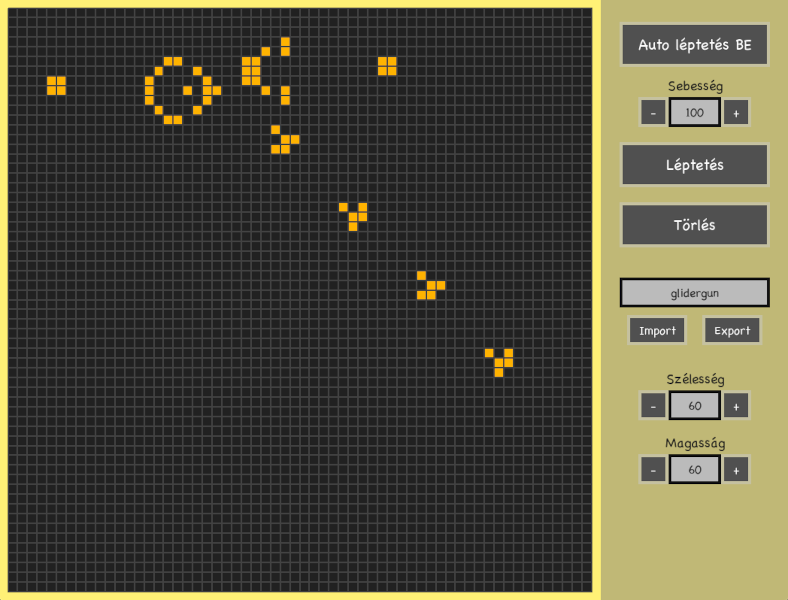 Auto léptetés BE
Sebesség
- 100 +
Léptetés
Törlés
glidergun
Import Export
Szélesség
- 60 +
Magasság
- 60 +